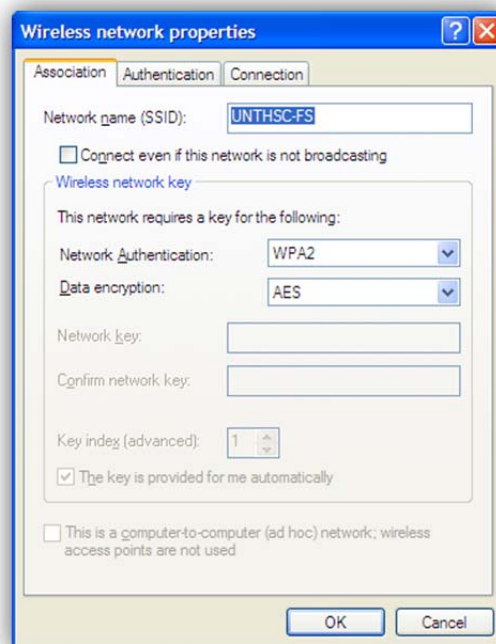 Wireless network properties
Association Authentication Connection
Network name (SSID): UNTHSC-FS
Connect even if this network is not broadcasting
Wireless network key
This network requires a key for the following:
Network Authentication: WPA2
Data encryption: AES
Network key:
Confirm network key:
Key index (advanced): 1
The key is provided for me automatically
This is a computer-to-computer (ad hoc) network; wireless
access points are not used
OK Cancel